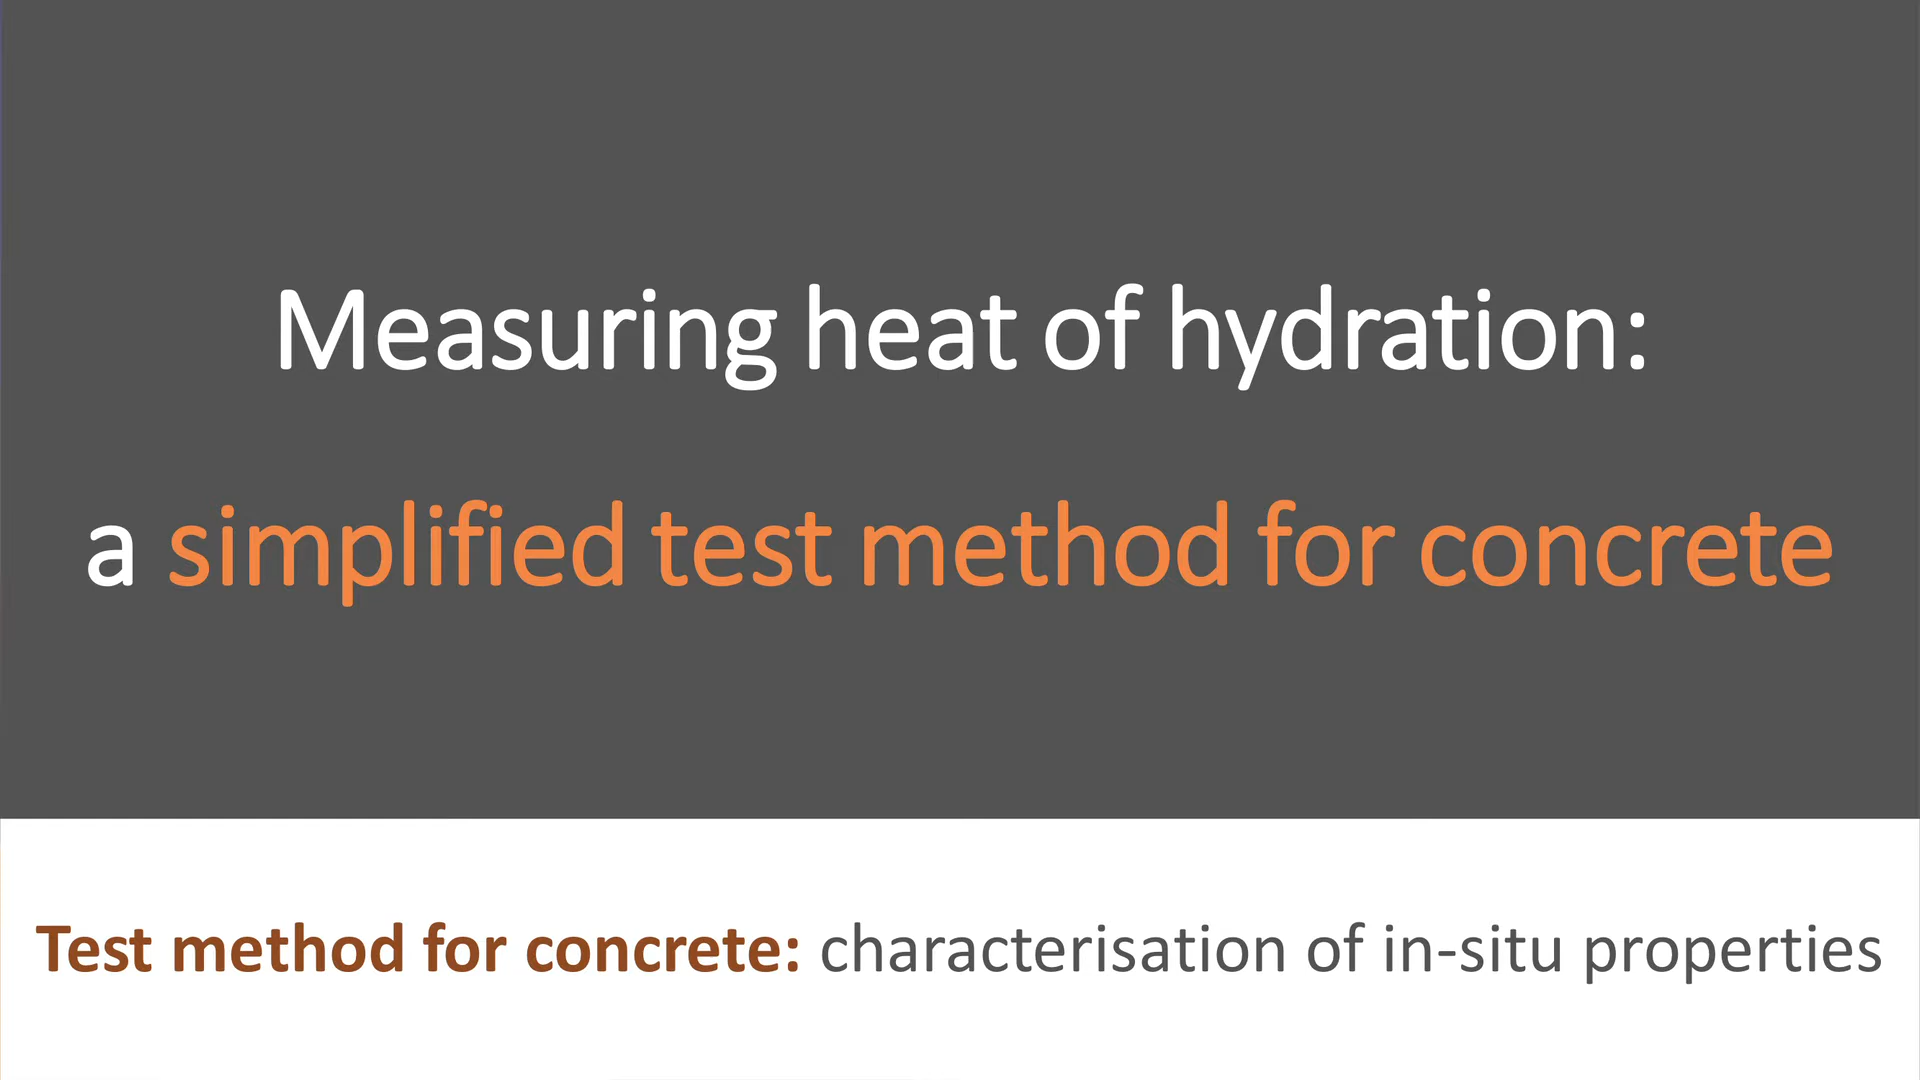 Measuring heat of hydration:
a simplified test method for concrete
Test method for concrete: characterisation of in-situ properties